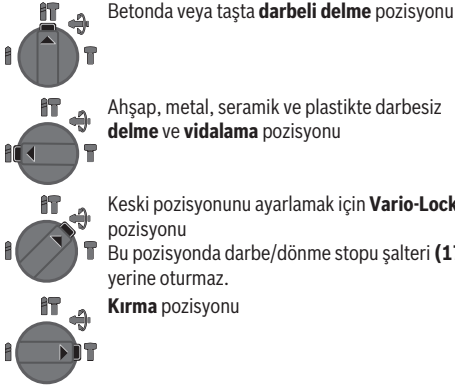 Betonda veya taşta darbeli delme pozisyonu
Ahşap, metal, seramik ve plastikte darbesiz
delme ve vidalama pozisyonu
Keski pozisyonunu ayarlamak için Vario-Lock
pozisyonu
Bu pozisyonda darbe/dönme stopu şalteri
yerine oturmaz.
Kırma pozisyonu